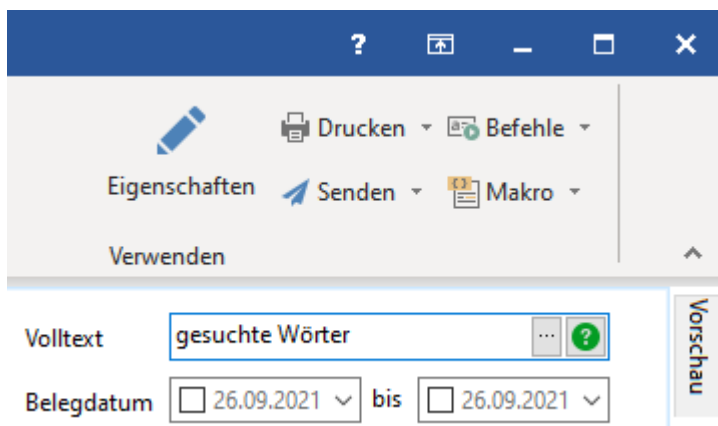 ?
Drucken Befehle
Eigenschaften Senden Makro
Verwenden
Volltext gesuchte Wörter ... ?
Belegdatum 26.09.2021 bis 26.09.2021
Vorschau